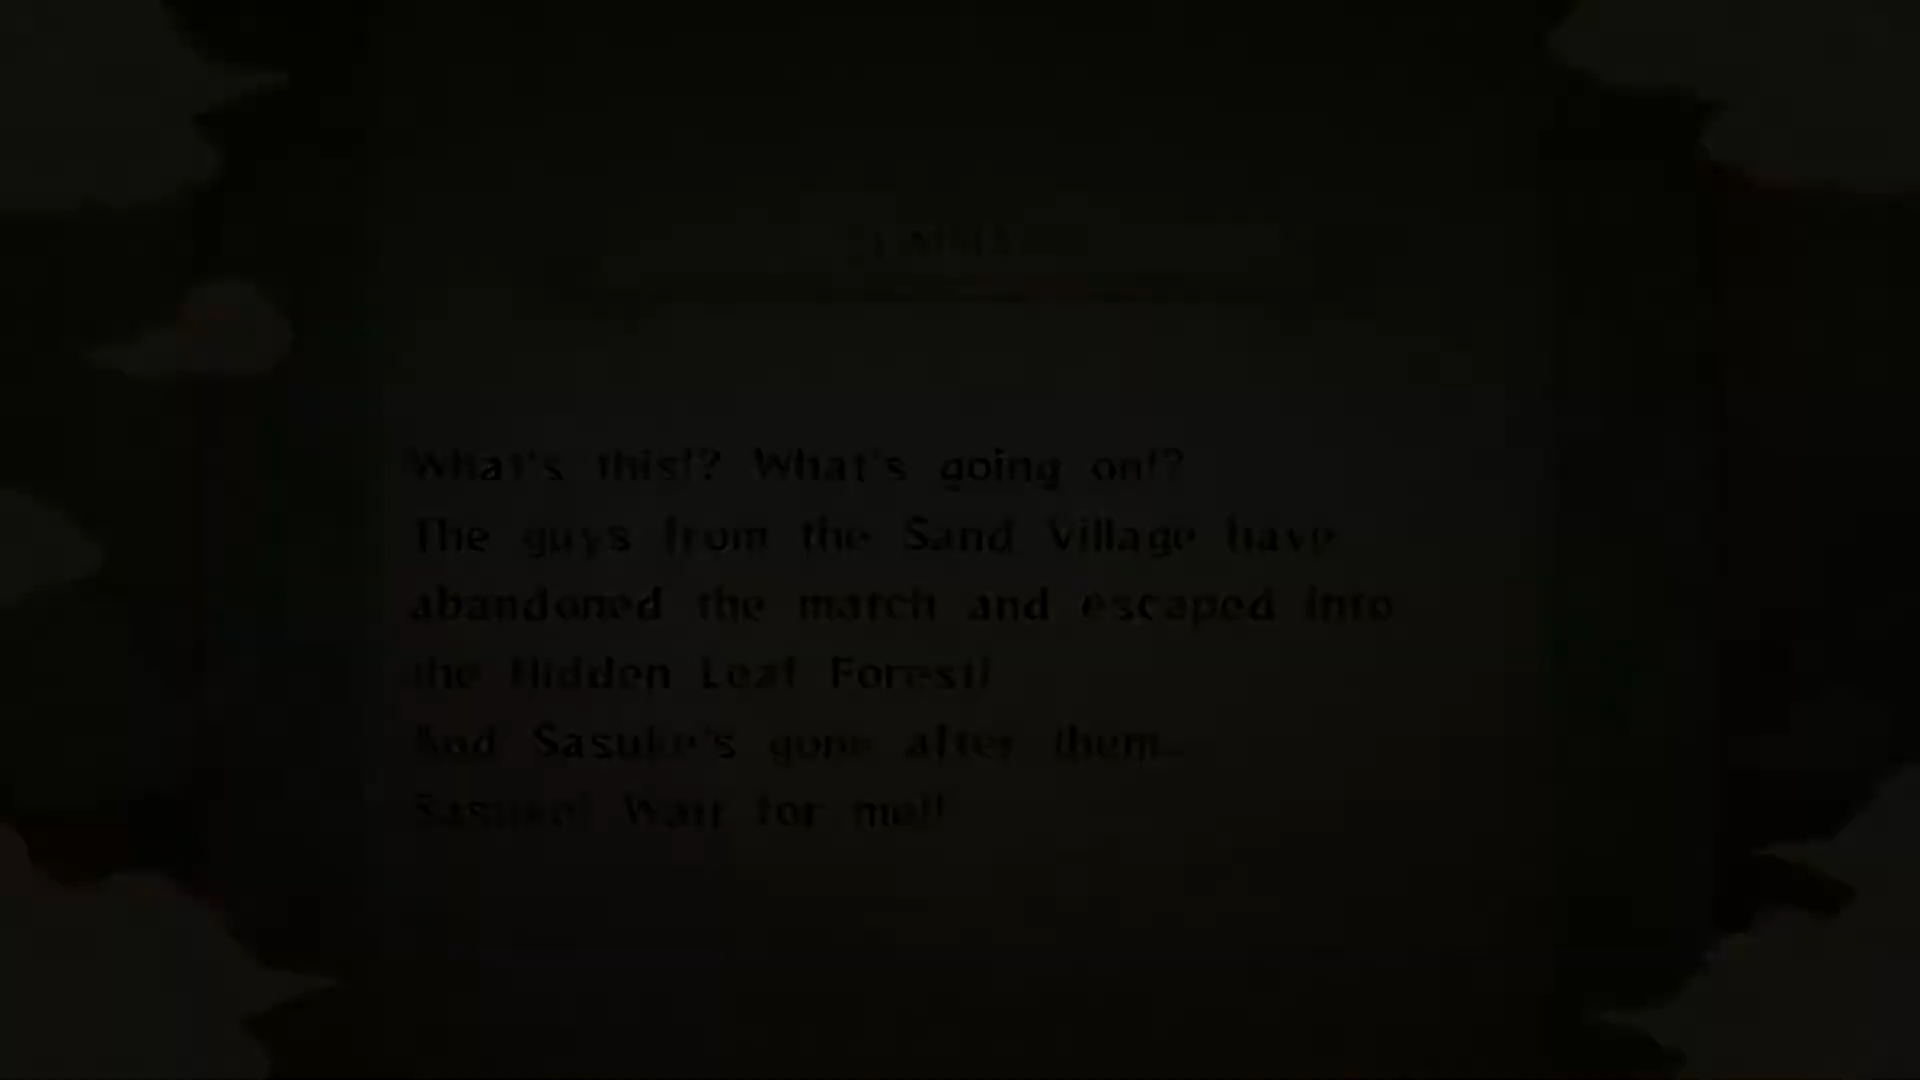 What's this!? What's going on!?
The guys from the Sand Village have
abandoned the match and escaped into
the Hidden Leaf Forest!
And Sasuke's gone after them...
Sasuke! Wait for me!!